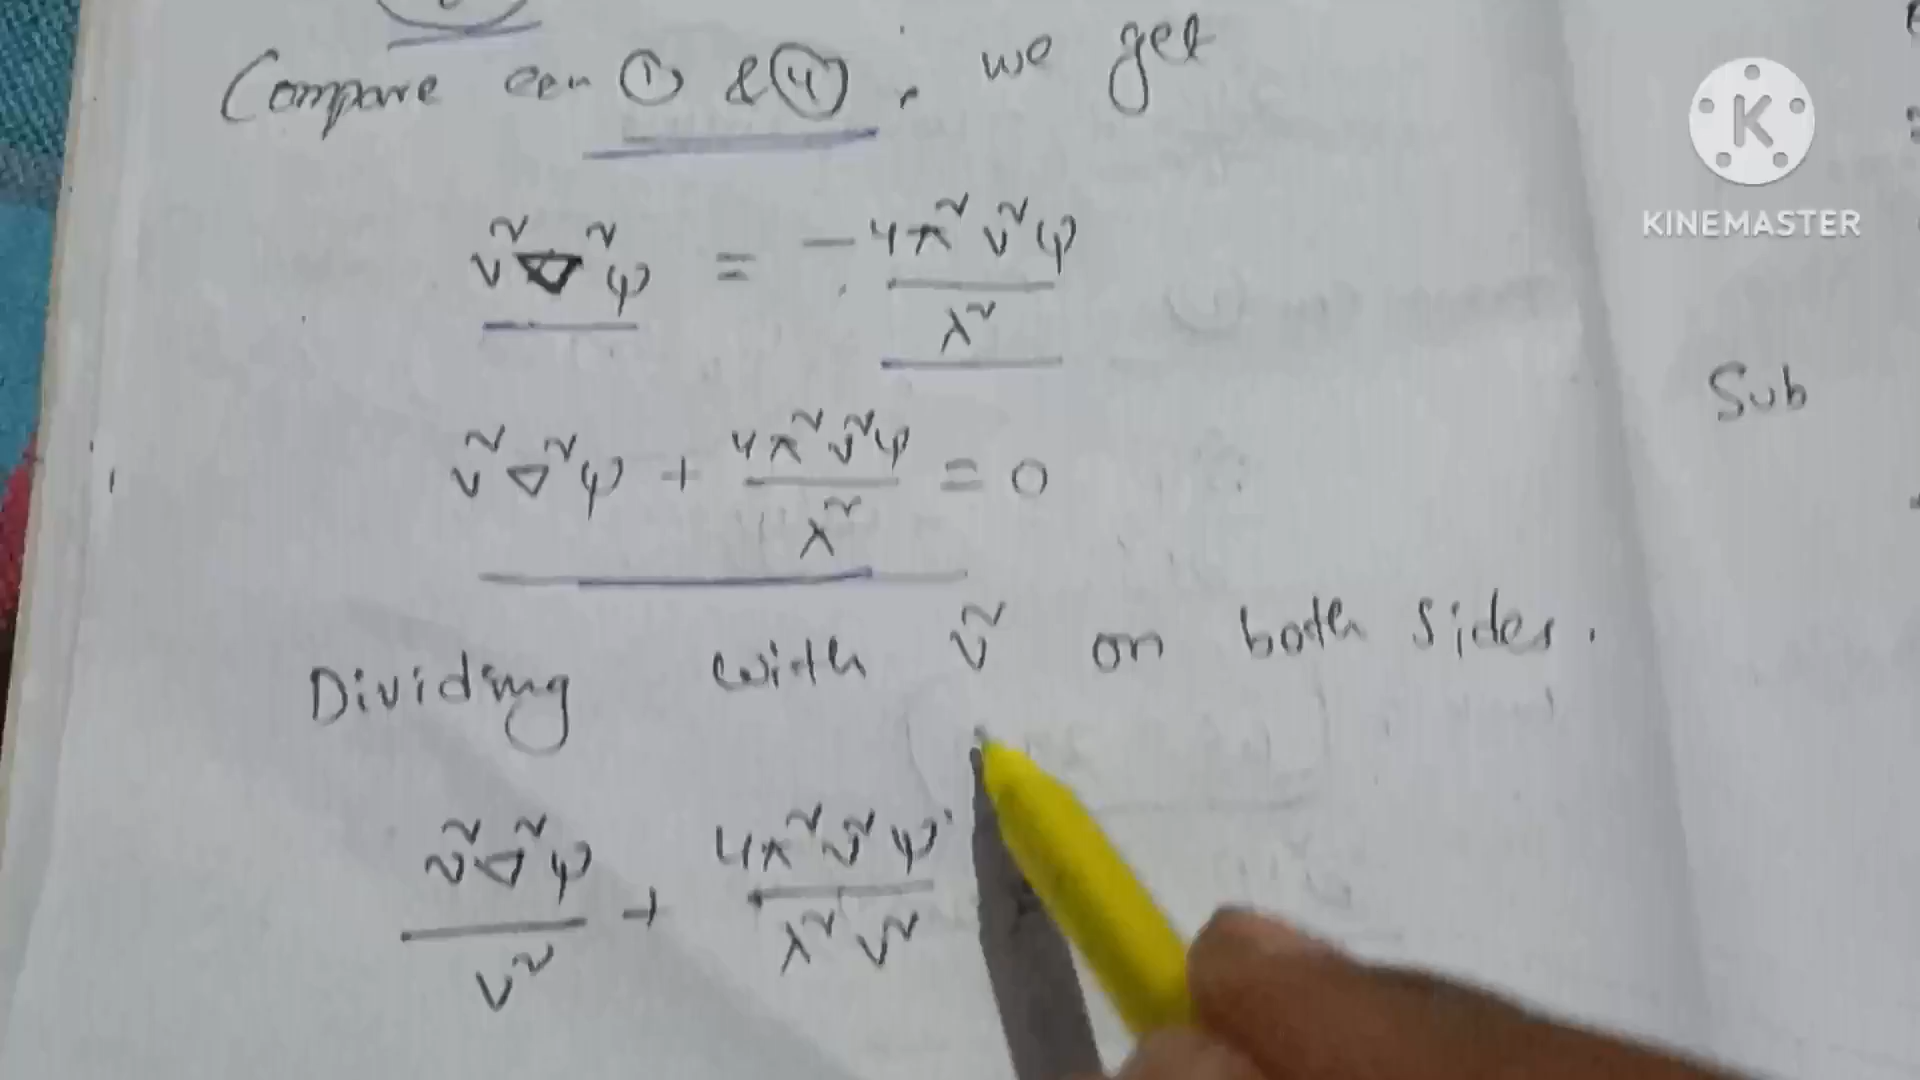 Compare eqn ① & ④, we get
v²∇²ψ = -4π²v²ψ / λ²
v²∇²ψ + 4π²v²ψ / λ² = 0
Dividing with v² on both sides.
v²∇²ψ / v² + 4π²v²ψ / λ²v²
Sub
KINEMASTER